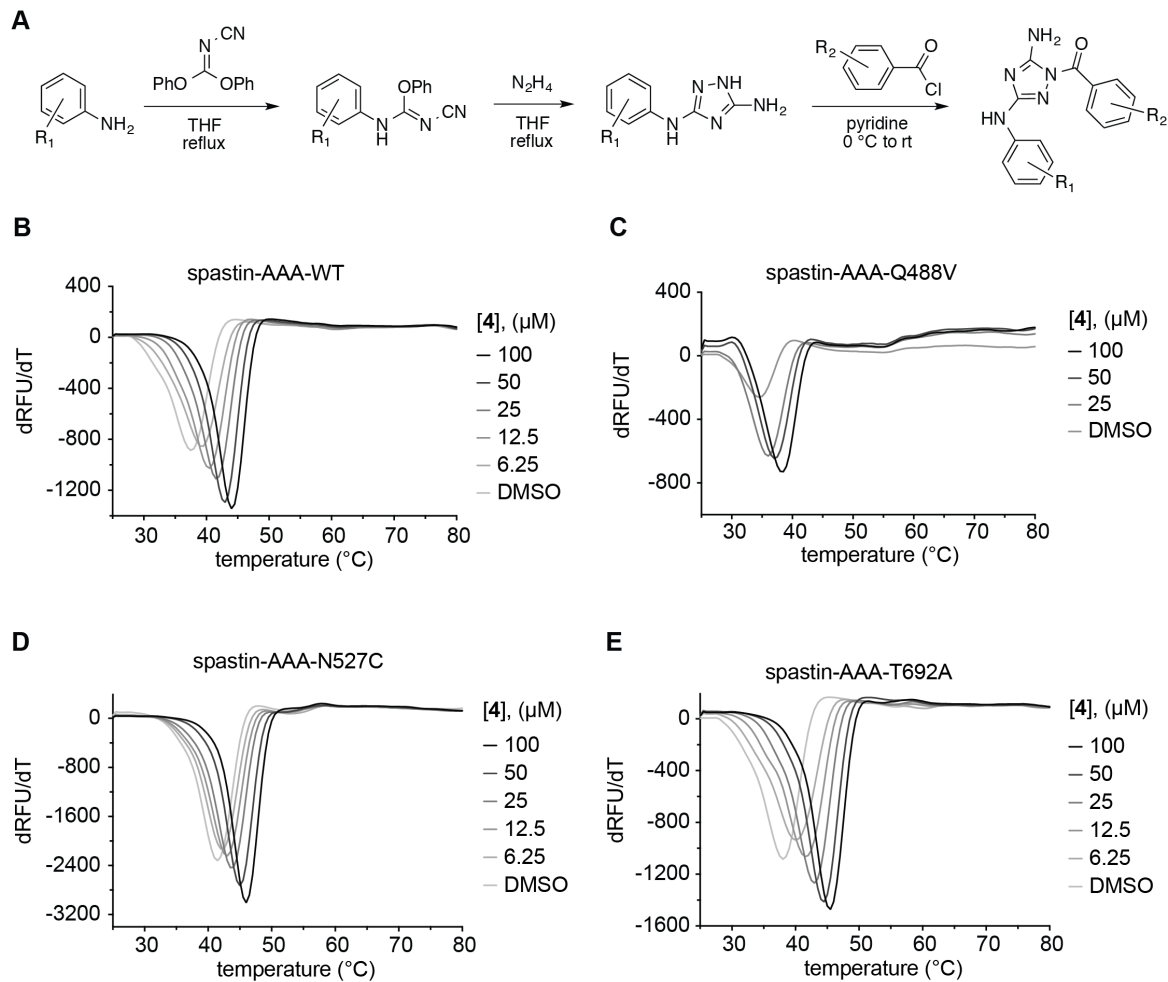 A
PhO
N
CN
OPh
R1
NH2
THF
reflux
R1
N
H
OPh
N
CN
N2H4
THF
reflux
R1
N
H
N
NH
N
NH2
R2
O
Cl
pyridine
0 °C to rt
NH2
N
N
N
O
R2
HN
R1
B
spastin-AAA-WT
400
0
-400
-800
-1200
dRFU/dT
30 40 50 60 70 80
temperature (°C)
[4], (µM)
100
50
25
12.5
6.25
DMSO
C
spastin-AAA-Q488V
400
0
-400
-800
dRFU/dT
30 40 50 60 70 80
temperature (°C)
[4], (µM)
100
50
25
DMSO
D
spastin-AAA-N527C
0
-800
-1600
-2400
-3200
dRFU/dT
30 40 50 60 70 80
temperature (°C)
[4], (µM)
100
50
25
12.5
6.25
DMSO
E
spastin-AAA-T692A
0
-400
-800
-1200
-1600
dRFU/dT
30 40 50 60 70 80
temperature (°C)
[4], (µM)
100
50
25
12.5
6.25
DMSO